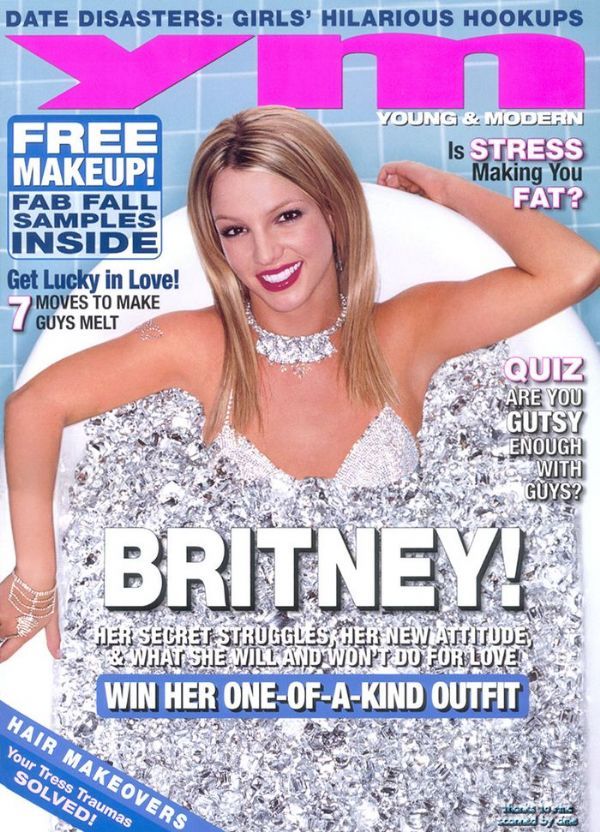 DATE DISASTERS: GIRLS' HILARIOUS HOOKUPS
ym
YOUNG & MODERN
FREE
MAKEUP!
FAB FALL
SAMPLES
INSIDE
Is STRESS
Making You
FAT?
Get Lucky in Love!
7 MOVES TO MAKE
GUYS MELT
QUIZ
ARE YOU
GUTSY
ENOUGH
WITH
GUYS?
BRITNEY!
HER SECRET STRUGGLES, HER NEW ATTITUDE,
& WHAT SHE WILL AND WON'T DO FOR LOVE
WIN HER ONE-OF-A-KIND OUTFIT
HAIR MAKEOVERS
Your Tress Traumas
SOLVED!
scanned by